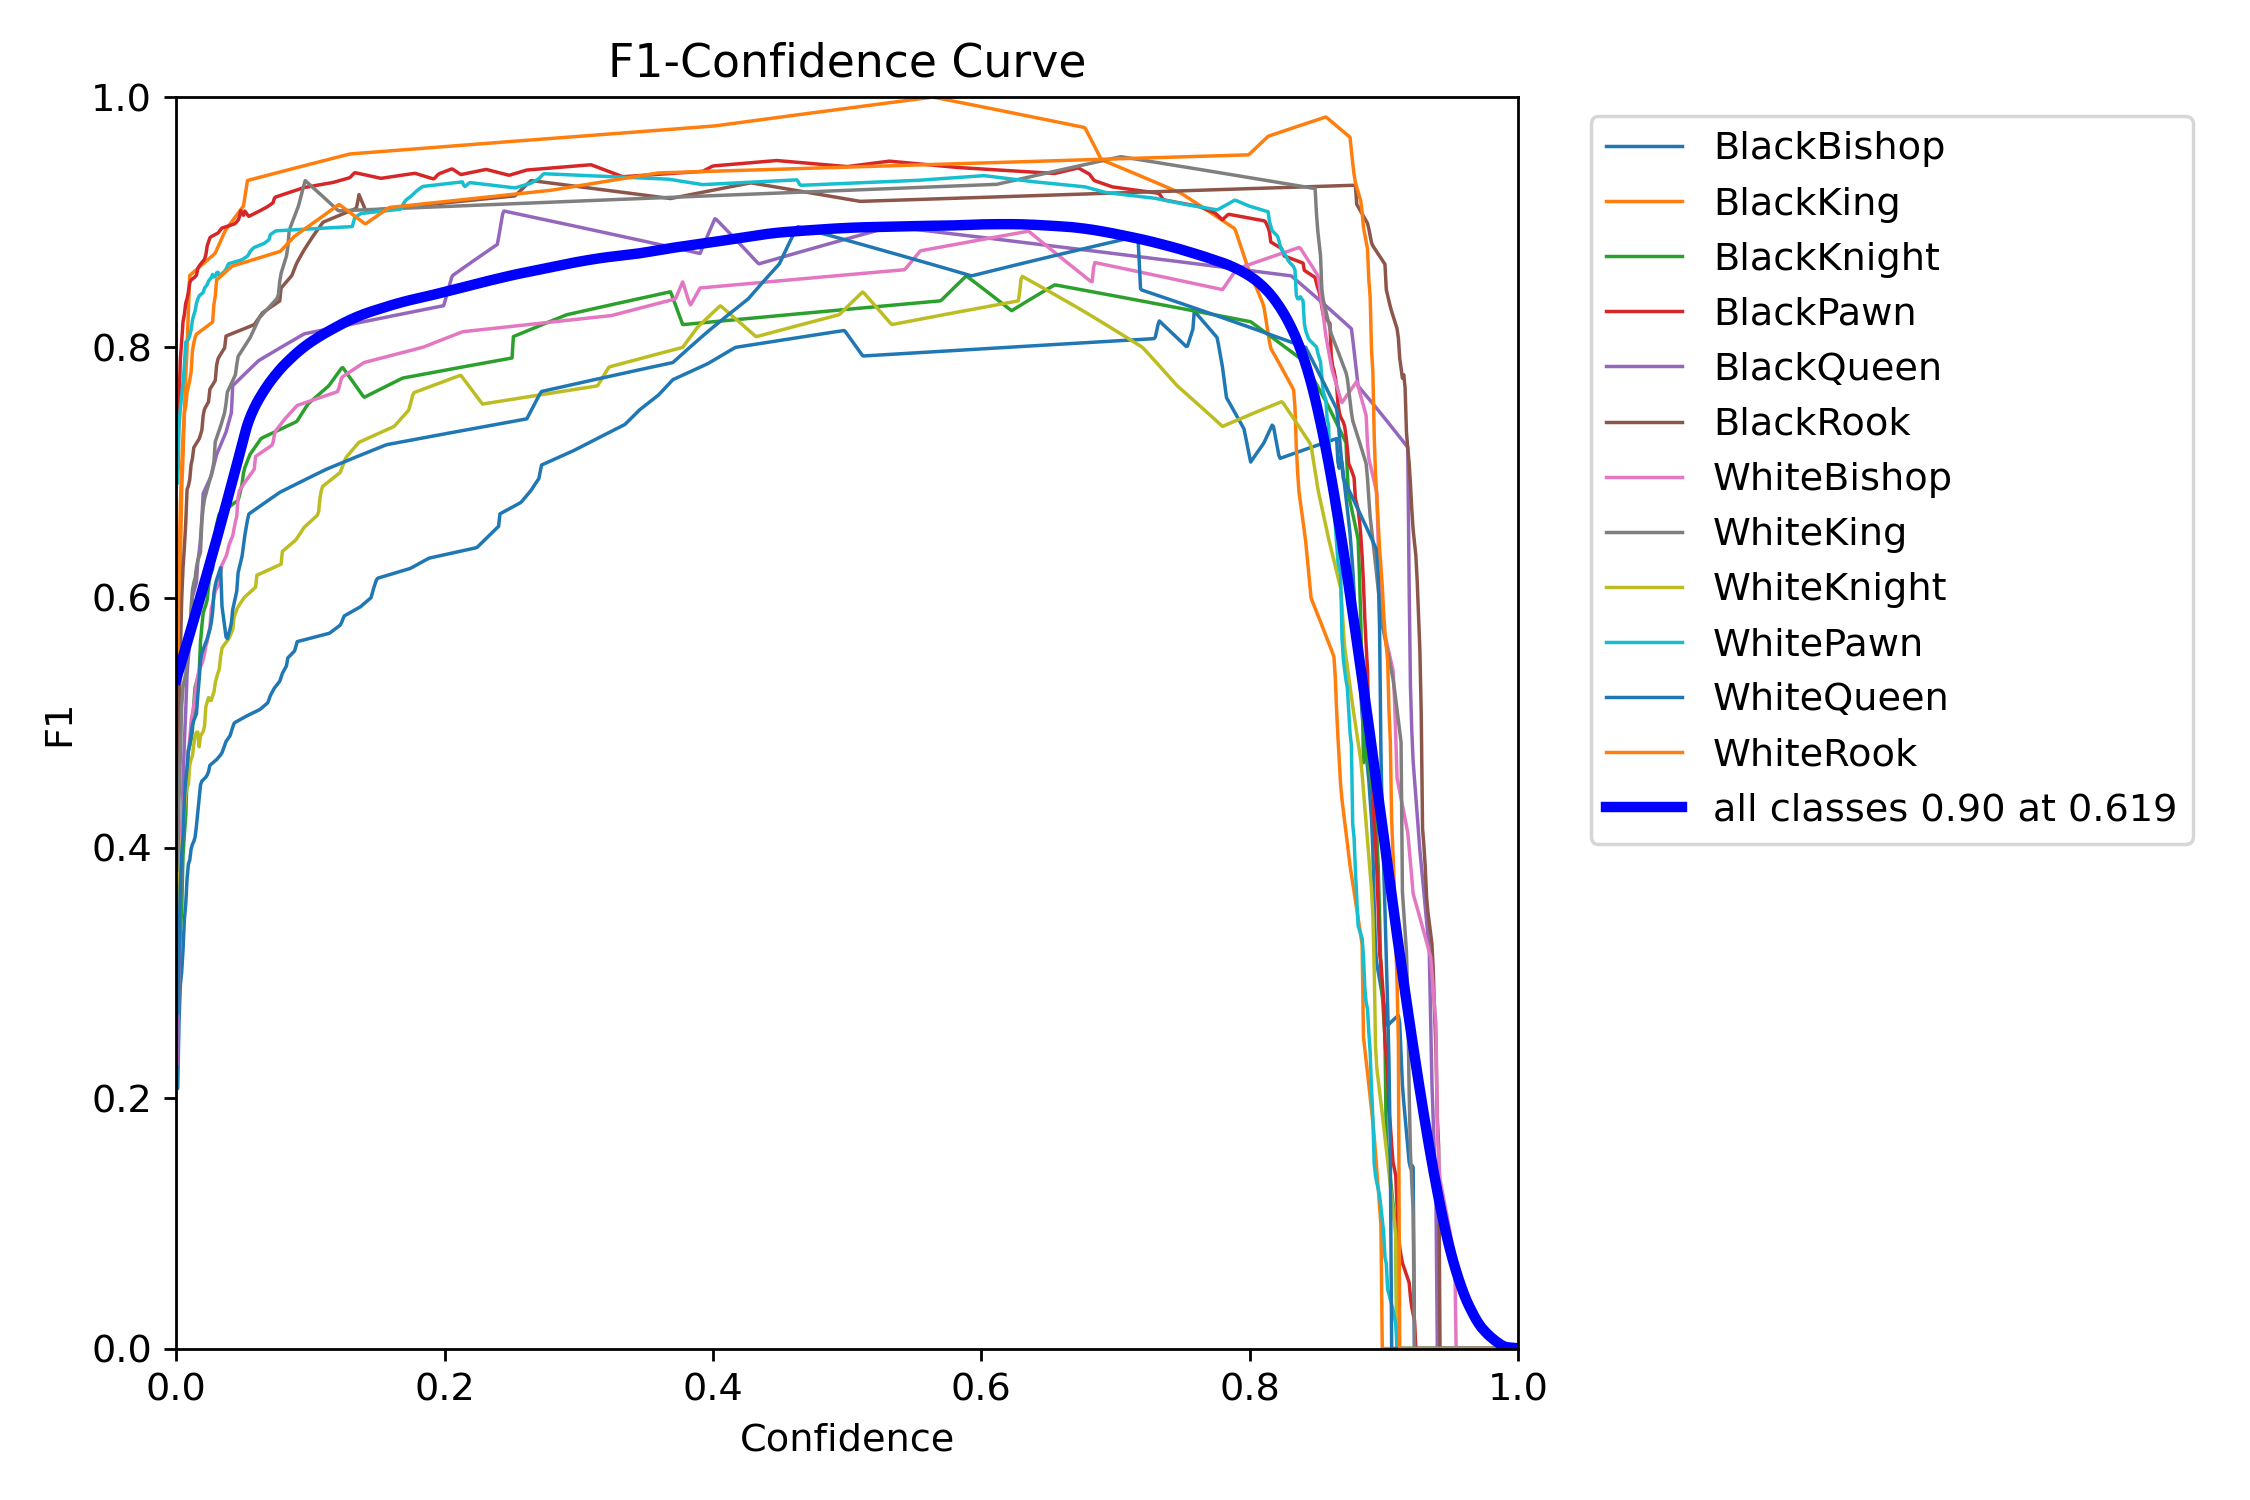 F1-Confidence Curve
1.0
0.8
0.6
0.4
0.2
0.0
F1
0.0 0.2 0.4 0.6 0.8 1.0
Confidence
BlackBishop
BlackKing
BlackKnight
BlackPawn
BlackQueen
BlackRook
WhiteBishop
WhiteKing
WhiteKnight
WhitePawn
WhiteQueen
WhiteRook
all classes 0.90 at 0.619